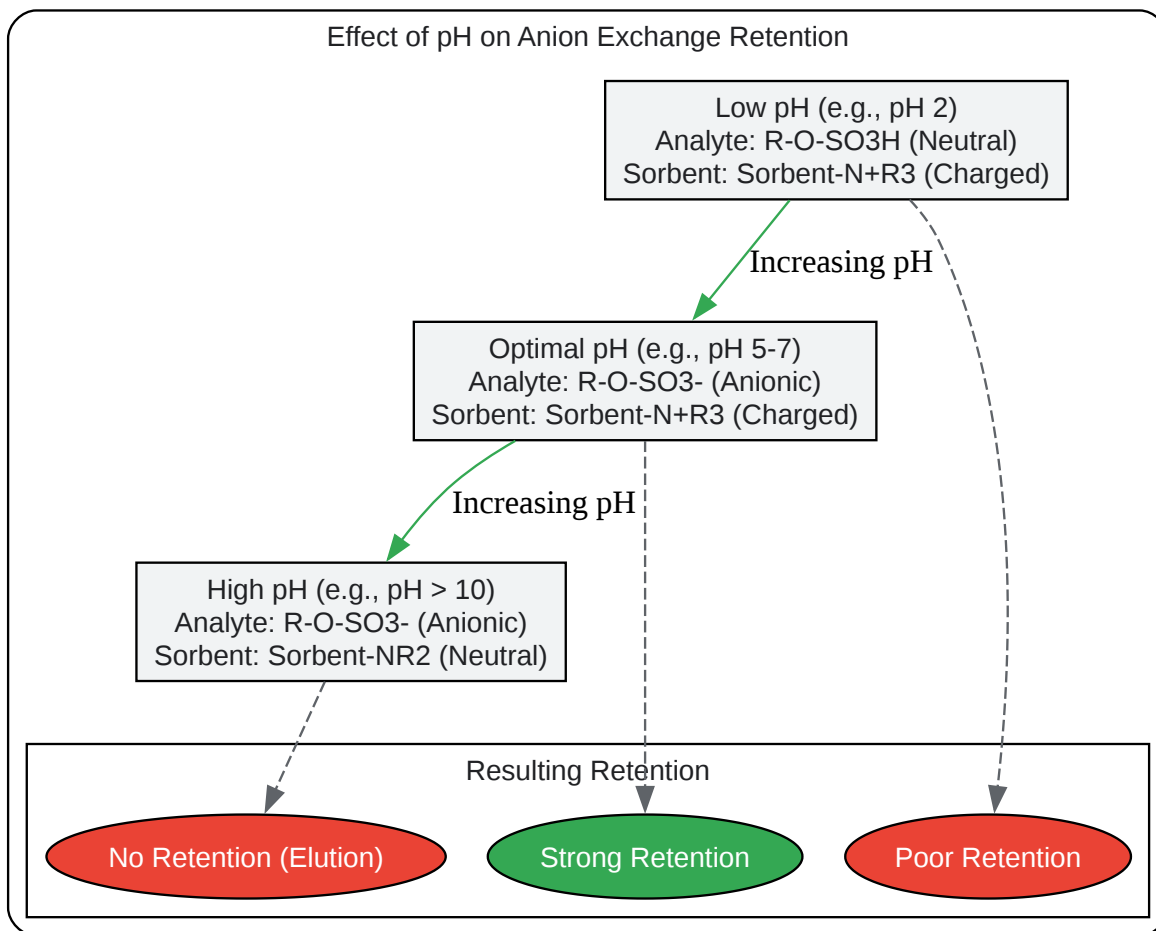 Effect of pH on Anion Exchange Retention
Low pH (e.g., pH 2)
Analyte: R-O-SO3H (Neutral)
Sorbent: Sorbent-N+R3 (Charged)
Increasing pH
Optimal pH (e.g., pH 5-7)
Analyte: R-O-SO3- (Anionic)
Sorbent: Sorbent-N+R3 (Charged)
Increasing pH
High pH (e.g., pH > 10)
Analyte: R-O-SO3- (Anionic)
Sorbent: Sorbent-NR2 (Neutral)
Resulting Retention
No Retention (Elution)
Strong Retention
Poor Retention